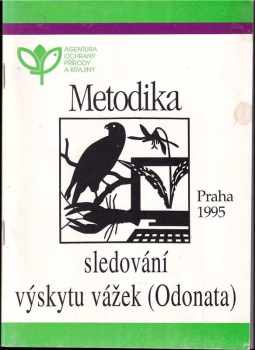 AGENTURA
OCHRANY
PŘÍRODY
A KRAJINY
Metodika
Praha
1995
sledování
výskytu vážek (Odonata)